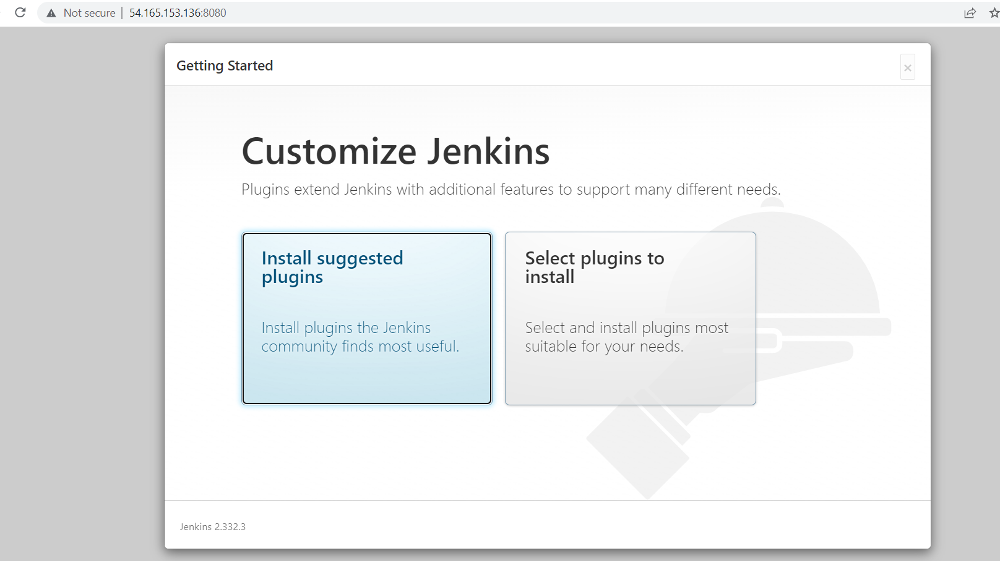 Not secure | 54.165.153.136:8080
Getting Started
×
Customize Jenkins
Plugins extend Jenkins with additional features to support many different needs.
Install suggested
plugins
Install plugins the Jenkins
community finds most useful.
Select plugins to
install
Select and install plugins most
suitable for your needs.
Jenkins 2.332.3